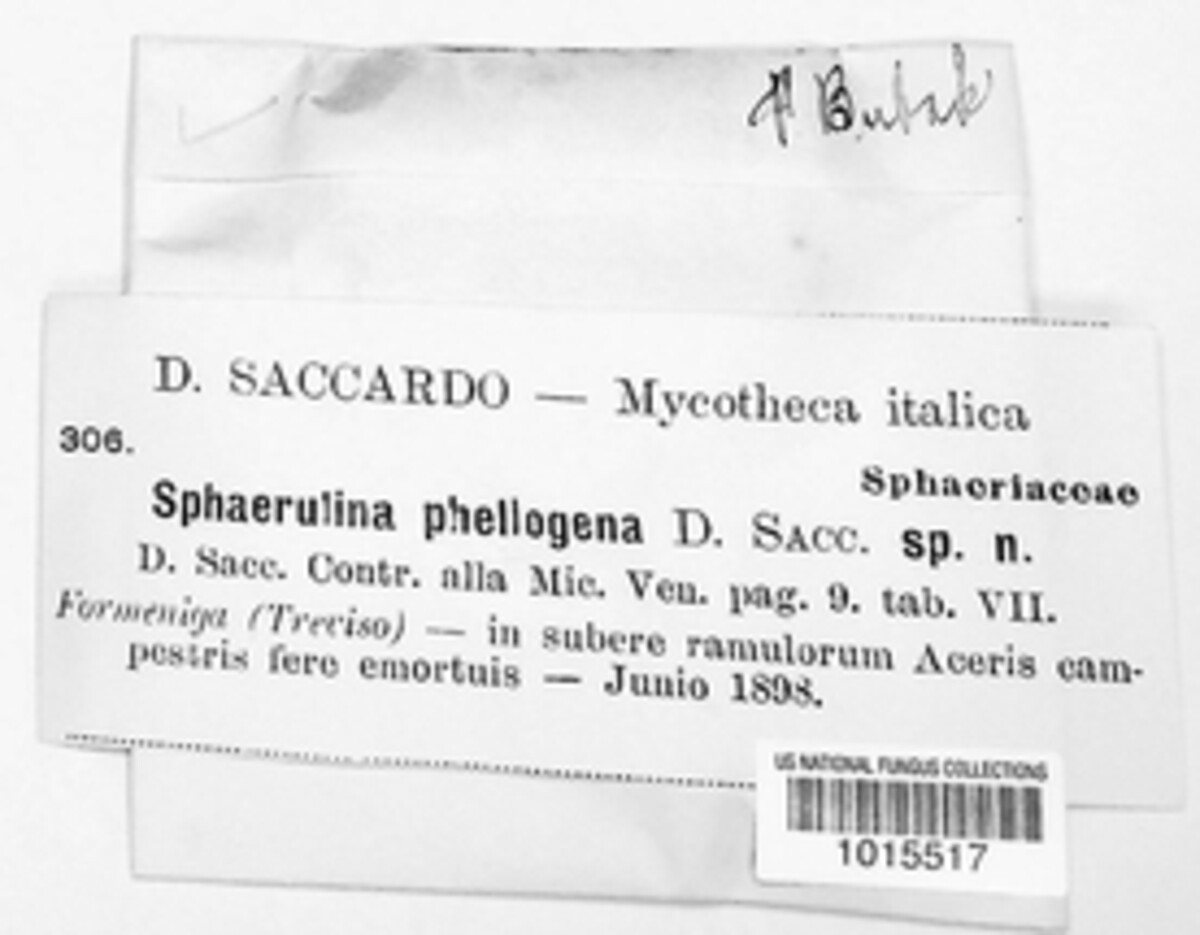 Bubak
D. SACCARDO — Mycotheca italica
306.
Sphaeriaceae
Sphaerulina phellogena D. SACC. sp. n.
D. Sacc. Contr. alla Mic. Ven. pag. 9. tab. VII.
Formeniga (Treviso) — in subere ramulorum Aceris cam-
pestris fere emortuis — Junio 1898.
US NATIONAL FUNGUS COLLECTIONS
1015517